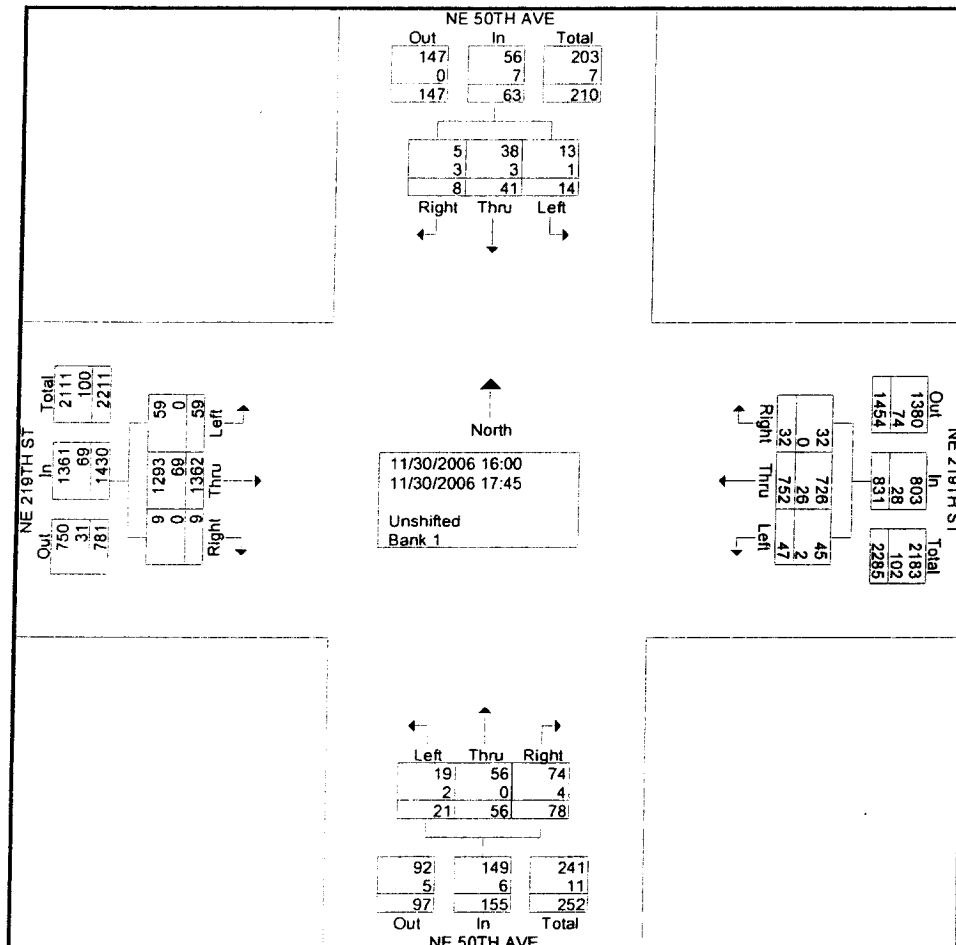 NE 50TH AVE
Out In Total
147 56 203
0 7 7
147 63 210
5 38 13
3 3 1
8 41 14
Right Thru Left
NE 219TH ST
Total In Out
2111 1361 750
100 69 31
2211 1430 781
59 1293 9
0 69 0
59 1362 9
Left Thru Right
North
11/30/2006 16:00
11/30/2006 17:45
Unshifted
Bank 1
Right Thru Left
32 726 45
0 26 2
32 752 47
NE 219TH ST
Out In Total
1380 803 2183
74 28 102
1454 831 2285
Left Thru Right
19 56 74
2 0 4
21 56 78
92 149 241
5 6 11
97 155 252
Out In Total
NE 50TH AVE